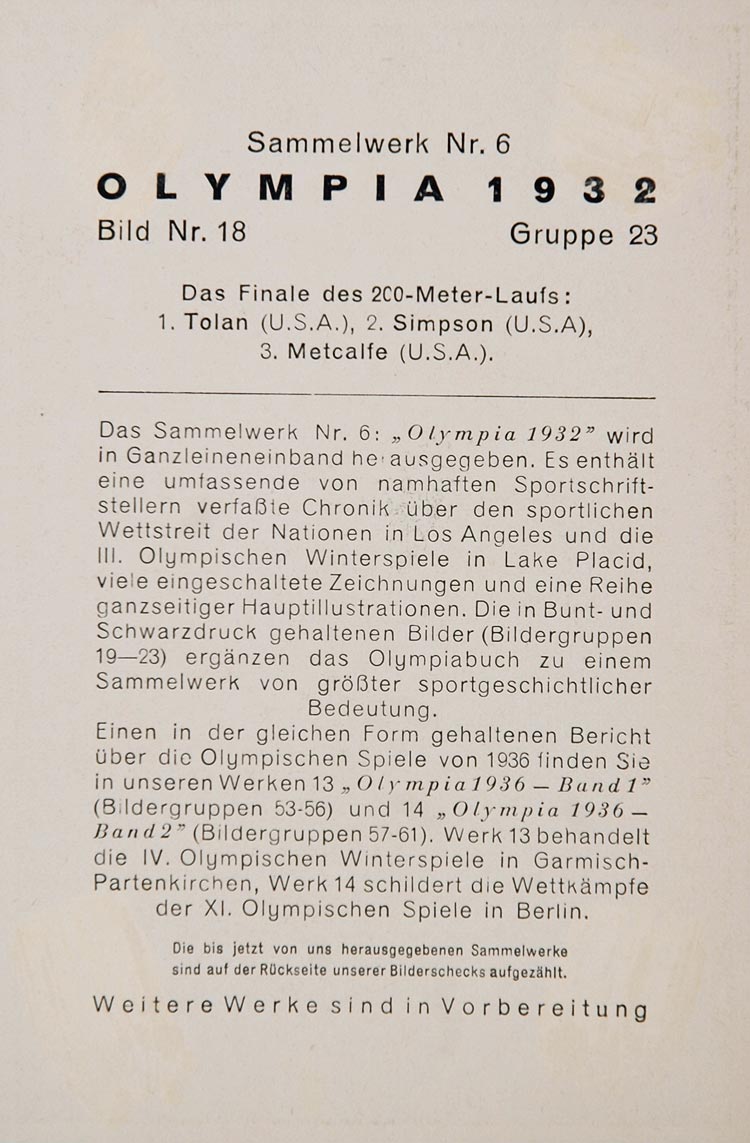 Sammelwerk Nr. 6
OLYMPIA 1932
Bild Nr. 18 Gruppe 23
Das Finale des 200-Meter-Laufs:
1. Tolan (U.S.A.), 2. Simpson (U.S.A),
3. Metcalfe (U.S.A.).
Das Sammelwerk Nr. 6: „Olympia 1932” wird
in Ganzleineneinband herausgegeben. Es enthält
eine umfassende von namhaften Sportschrift-
stellern verfaßte Chronik über den sportlichen
Wettstreit der Nationen in Los Angeles und die
III. Olympischen Winterspiele in Lake Placid,
viele eingeschaltete Zeichnungen und eine Reihe
ganzseitiger Hauptillustrationen. Die in Bunt- und
Schwarzdruck gehaltenen Bilder (Bildergruppen
19—23) ergänzen das Olympiabuch zu einem
Sammelwerk von größter sportgeschichtlicher
Bedeutung.
Einen in der gleichen Form gehaltenen Bericht
über die Olympischen Spiele von 1936 finden Sie
in unseren Werken 13 „Olympia 1936 — Band 1”
(Bildergruppen 53-56) und 14 „Olympia 1936 —
Band 2” (Bildergruppen 57-61). Werk 13 behandelt
die IV. Olympischen Winterspiele in Garmisch-
Partenkirchen, Werk 14 schildert die Wettkämpfe
der XI. Olympischen Spiele in Berlin.
Die bis jetzt von uns herausgegebenen Sammelwerke
sind auf der Rückseite unserer Bilderschecks aufgezählt.
Weitere Werke sind in Vorbereitung